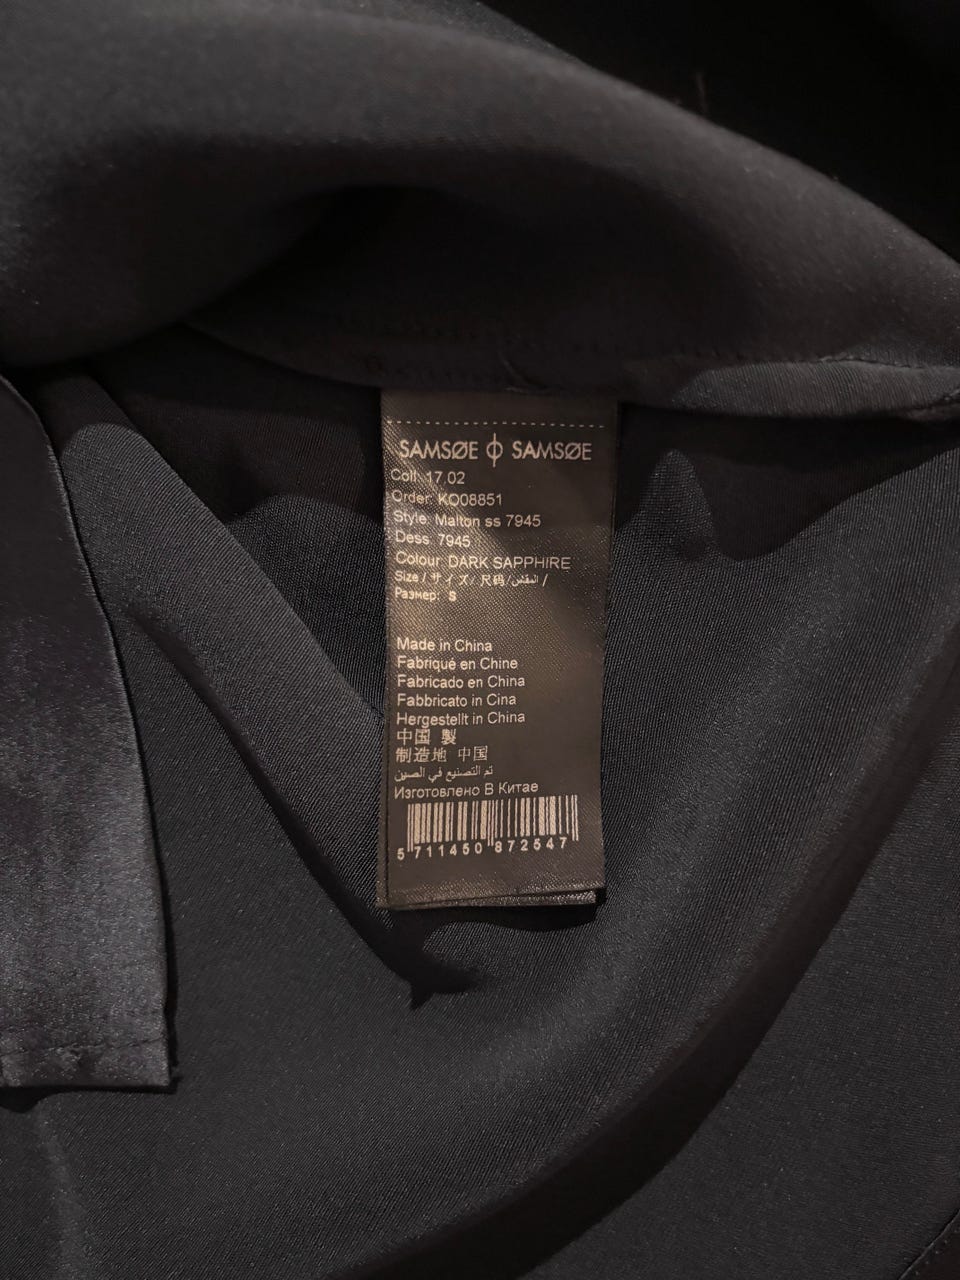 SAMSØE ϕ SAMSØE
Coll: 17.02
Order: KO08851
Style: Malton ss 7945
Dess: 7945
Colour: DARK SAPPHIRE
Size / サイズ / 尺码 / المقاس /
Размер: S
Made in China
Fabriqué en Chine
Fabricado en China
Fabbricato in Cina
Hergestellt in China
中国 製
制造地 中国
تم التصنيع في الصين
Изготовлено В Китае
5 711450 872547